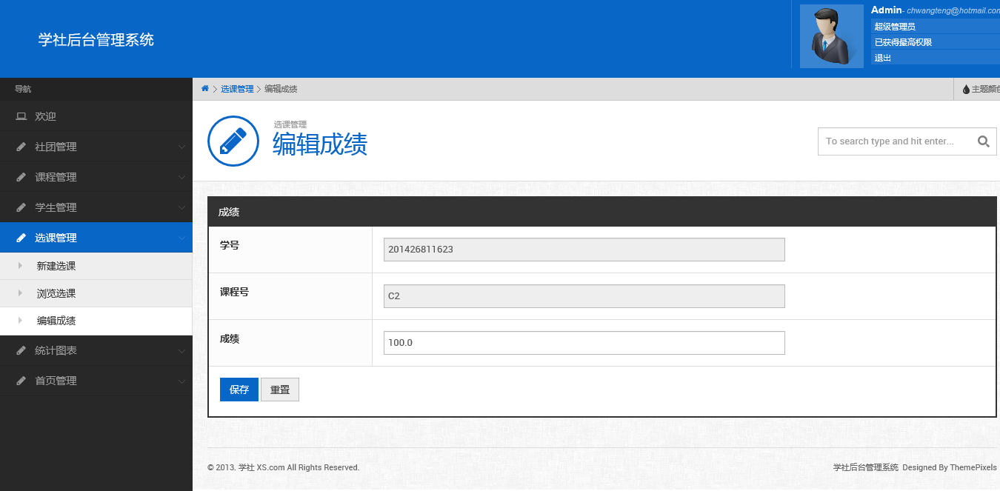 学社后台管理系统
Admin- chwangteng@hotmail.com
超级管理员
已获得最高权限
退出
导航
欢迎
社团管理
课程管理
学生管理
选课管理
新建选课
浏览选课
编辑成绩
统计图表
首页管理
选课管理 编辑成绩
主题颜色
选课管理
编辑成绩
To search type and hit enter...
成绩
学号
201426811623
课程号
C2
成绩
100.0
保存 重置
© 2013. 学社 XS.com All Rights Reserved.
学社后台管理系统 Designed By ThemePixels